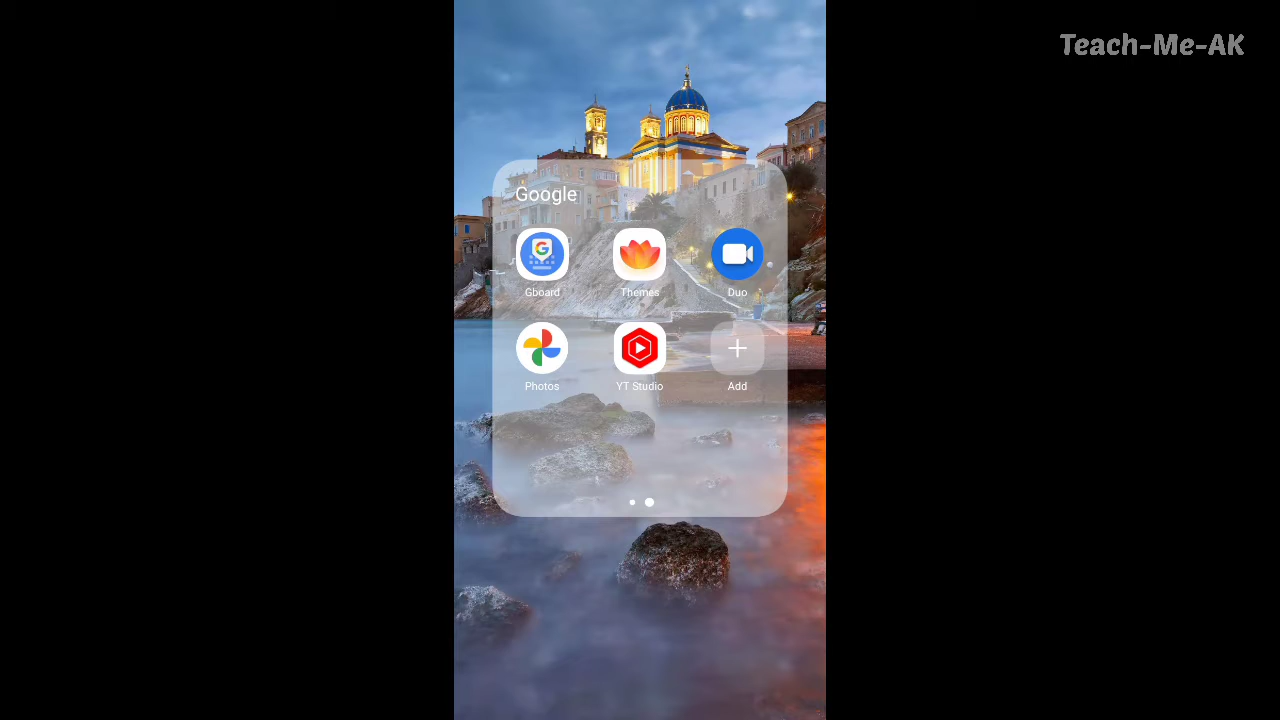 Teach-Me-AK
Google
Gboard
Themes
Duo
Photos
YT Studio
Add